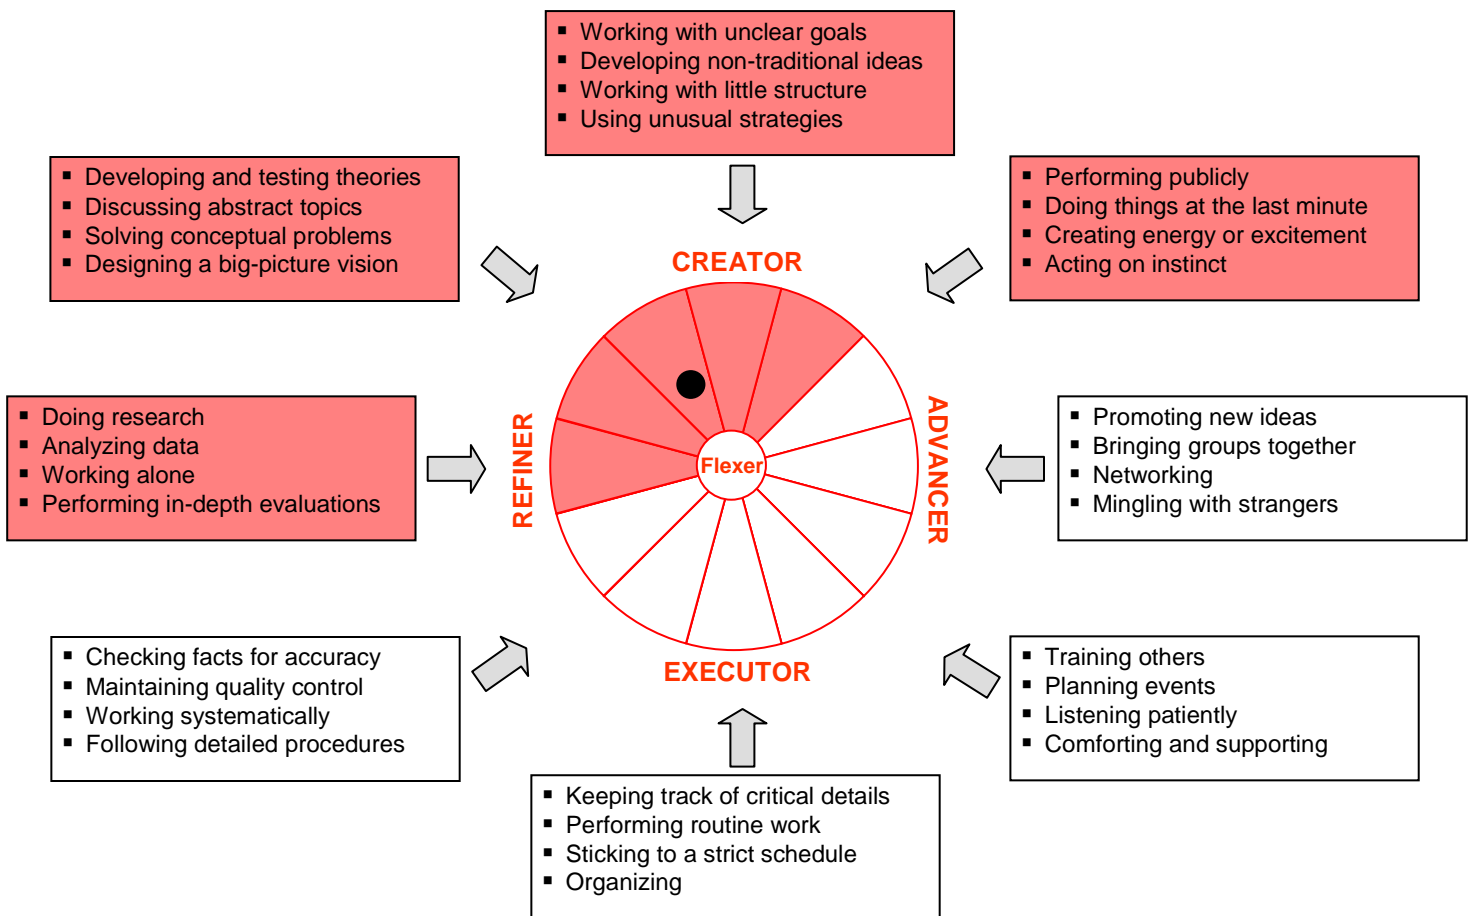 ▪ Working with unclear goals
▪ Developing non-traditional ideas
▪ Working with little structure
▪ Using unusual strategies
▪ Developing and testing theories
▪ Discussing abstract topics
▪ Solving conceptual problems
▪ Designing a big-picture vision
▪ Performing publicly
▪ Doing things at the last minute
▪ Creating energy or excitement
▪ Acting on instinct
CREATOR
▪ Doing research
▪ Analyzing data
▪ Working alone
▪ Performing in-depth evaluations
REFINER
Flexer
ADVANCER
▪ Promoting new ideas
▪ Bringing groups together
▪ Networking
▪ Mingling with strangers
EXECUTOR
▪ Checking facts for accuracy
▪ Maintaining quality control
▪ Working systematically
▪ Following detailed procedures
▪ Training others
▪ Planning events
▪ Listening patiently
▪ Comforting and supporting
▪ Keeping track of critical details
▪ Performing routine work
▪ Sticking to a strict schedule
▪ Organizing